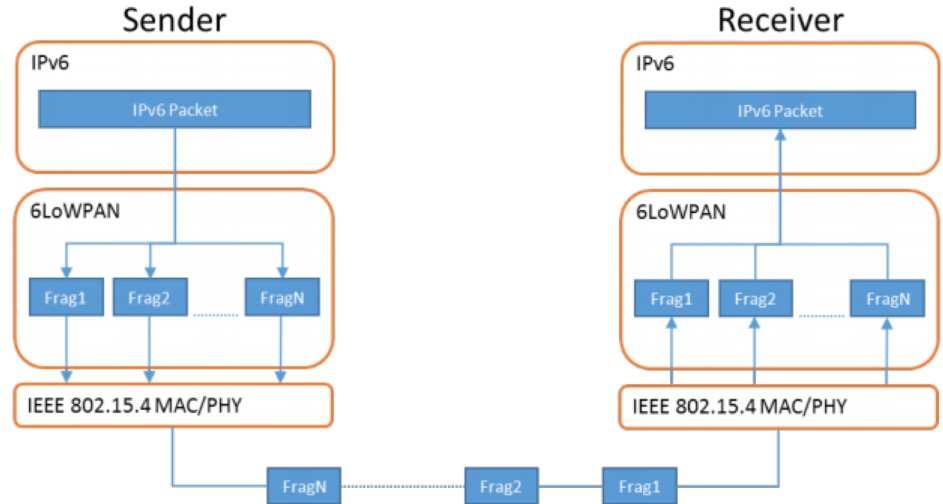 Sender
IPv6
IPv6 Packet
6LoWPAN
Frag1 Frag2 FragN
IEEE 802.15.4 MAC/PHY
Receiver
IPv6
IPv6 Packet
6LoWPAN
Frag1 Frag2 FragN
IEEE 802.15.4 MAC/PHY
FragN Frag2 Frag1